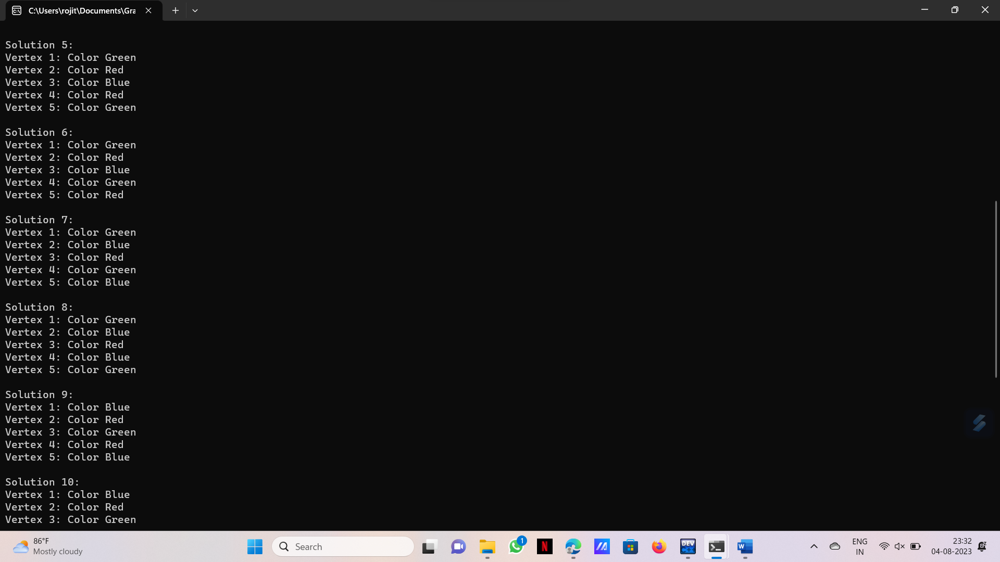 C:\Users\rojit\Documents\Gra
Solution 5:
Vertex 1: Color Green
Vertex 2: Color Red
Vertex 3: Color Blue
Vertex 4: Color Red
Vertex 5: Color Green
Solution 6:
Vertex 1: Color Green
Vertex 2: Color Red
Vertex 3: Color Blue
Vertex 4: Color Green
Vertex 5: Color Red
Solution 7:
Vertex 1: Color Green
Vertex 2: Color Blue
Vertex 3: Color Red
Vertex 4: Color Green
Vertex 5: Color Blue
Solution 8:
Vertex 1: Color Green
Vertex 2: Color Blue
Vertex 3: Color Red
Vertex 4: Color Blue
Vertex 5: Color Green
Solution 9:
Vertex 1: Color Blue
Vertex 2: Color Red
Vertex 3: Color Green
Vertex 4: Color Red
Vertex 5: Color Blue
Solution 10:
Vertex 1: Color Blue
Vertex 2: Color Red
Vertex 3: Color Green
86°F
Mostly cloudy
Search
1
N
DEV
W
ENG
IN
23:32
04-08-2023